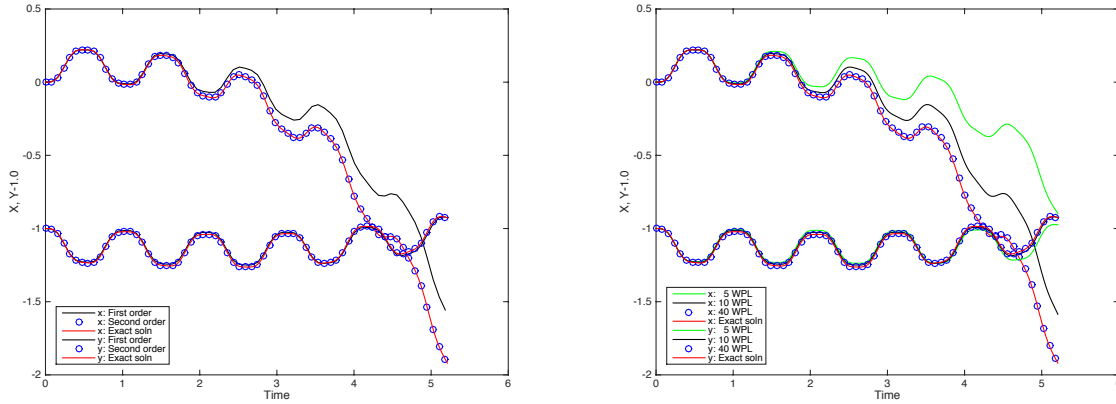 0.5
0
-0.5
-1
-1.5
-2
X, Y-1.0
0 1 2 3 4 5 6
Time
x: First order
x: Second order
x: Exact soln
y: First order
y: Second order
y: Exact soln
0.5
0
-0.5
-1
-1.5
-2
X, Y-1.0
0 1 2 3 4 5 6
Time
x: 5 WPL
x: 10 WPL
x: 40 WPL
x: Exact soln
y: 5 WPL
y: 10 WPL
y: 40 WPL
y: Exact soln